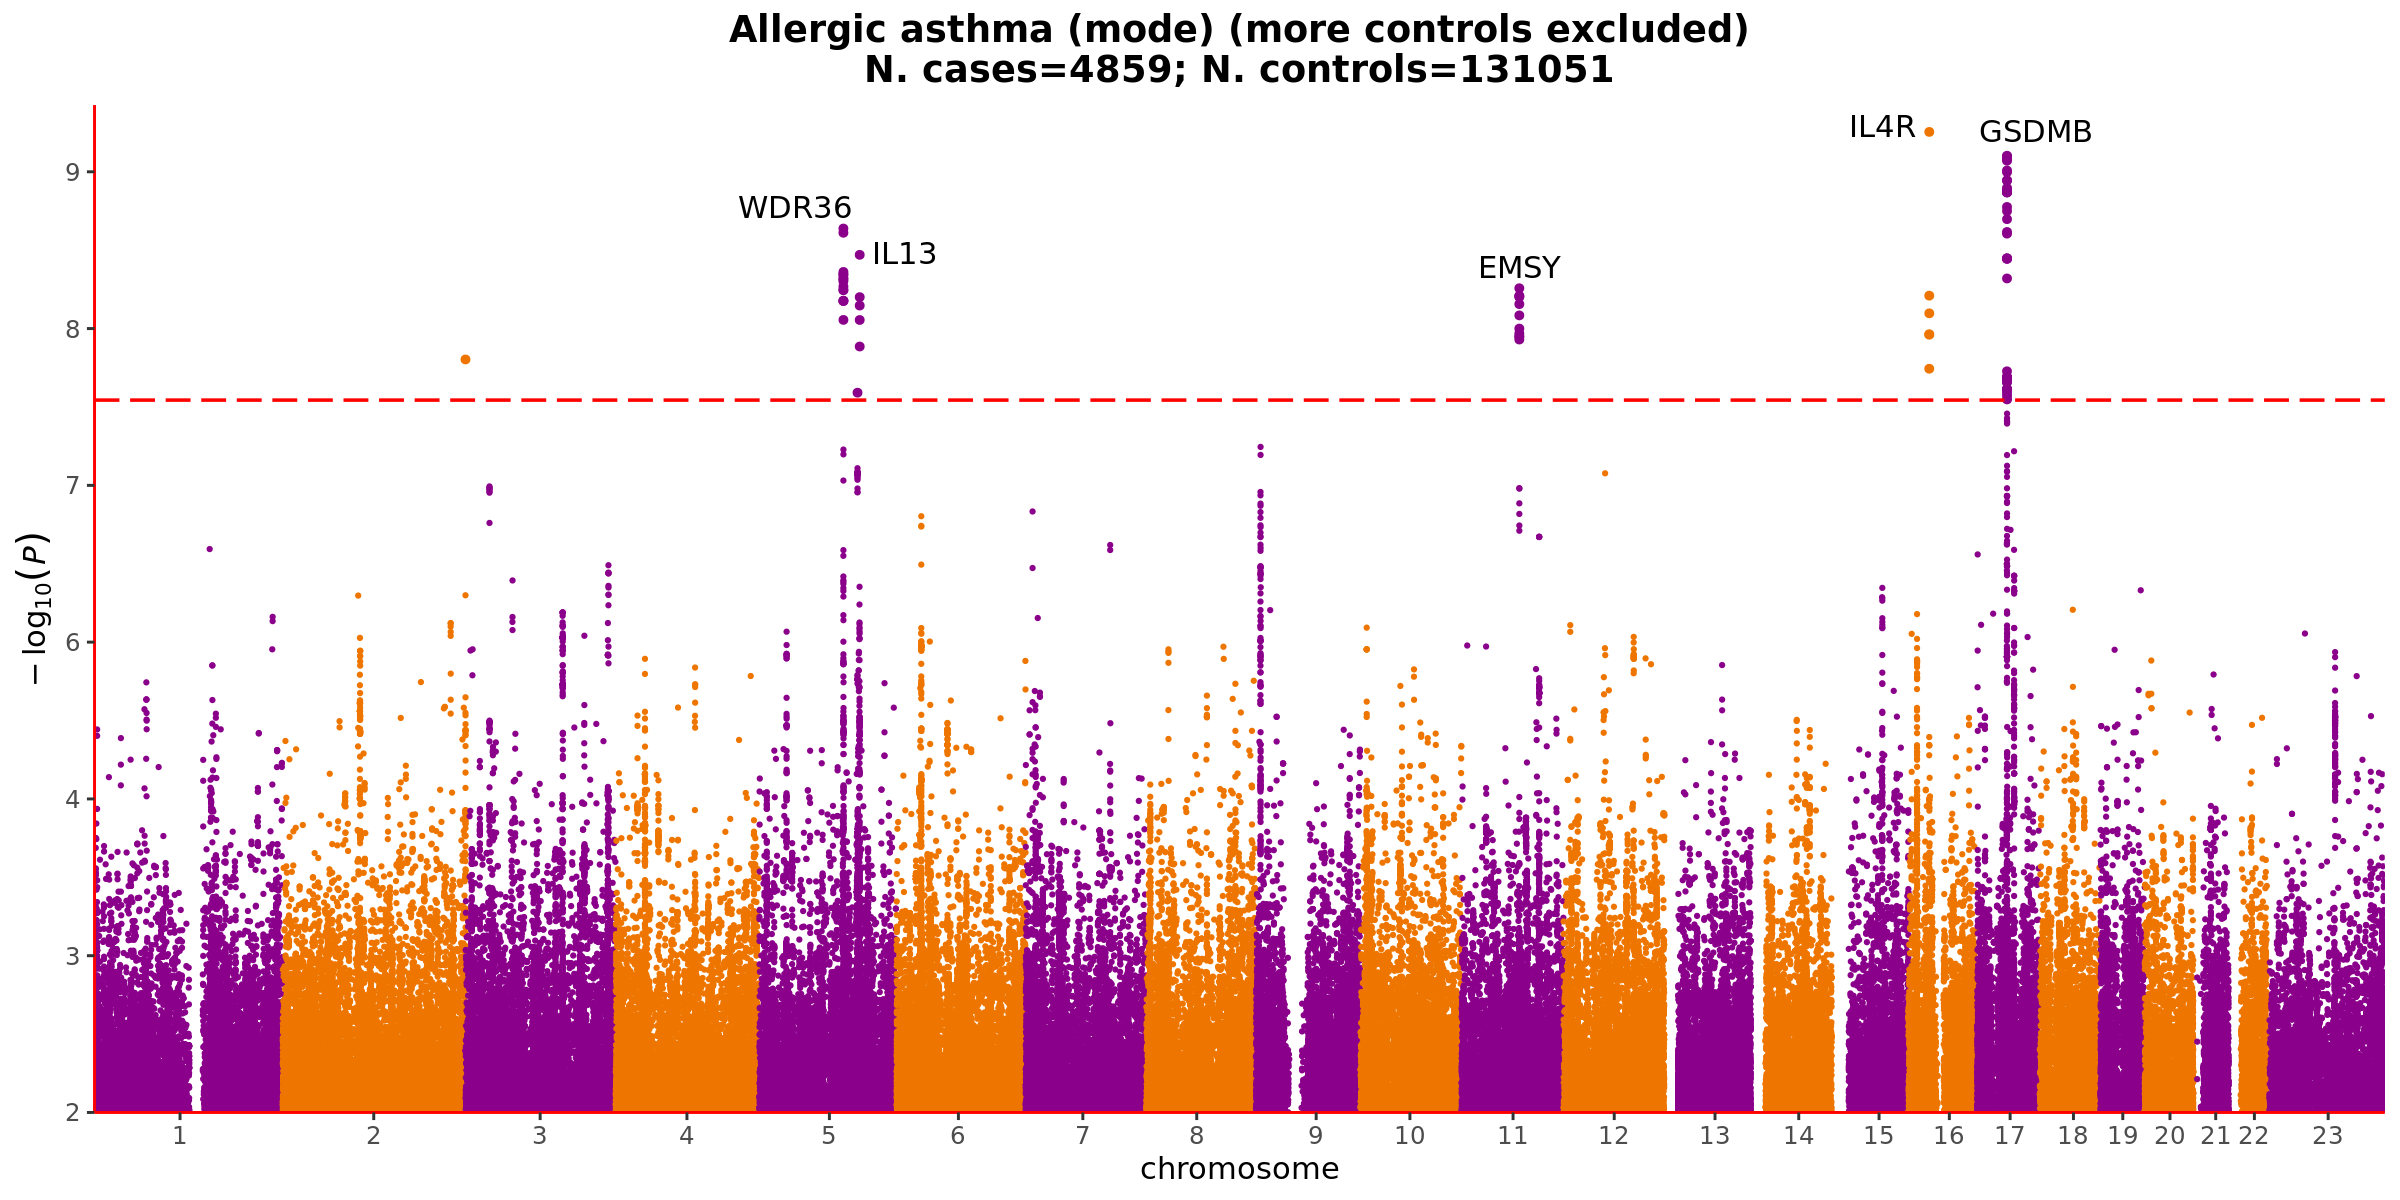 Allergic asthma (mode) (more controls excluded)
N. cases=4859; N. controls=131051
IL4R
GSDMB
WDR36
IL13
EMSY
9
8
7
6
4
3
2
− log10(P)
1 2 3 4 5 6 7 8 9 10 11 12 13 14 15 16 17 18 19 20 21 22 23
chromosome